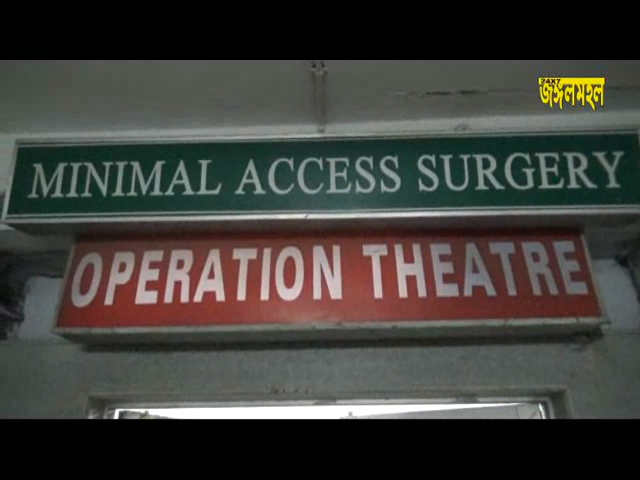 24X7
জঙ্গলমহল
MINIMAL ACCESS SURGERY
OPERATION THEATRE